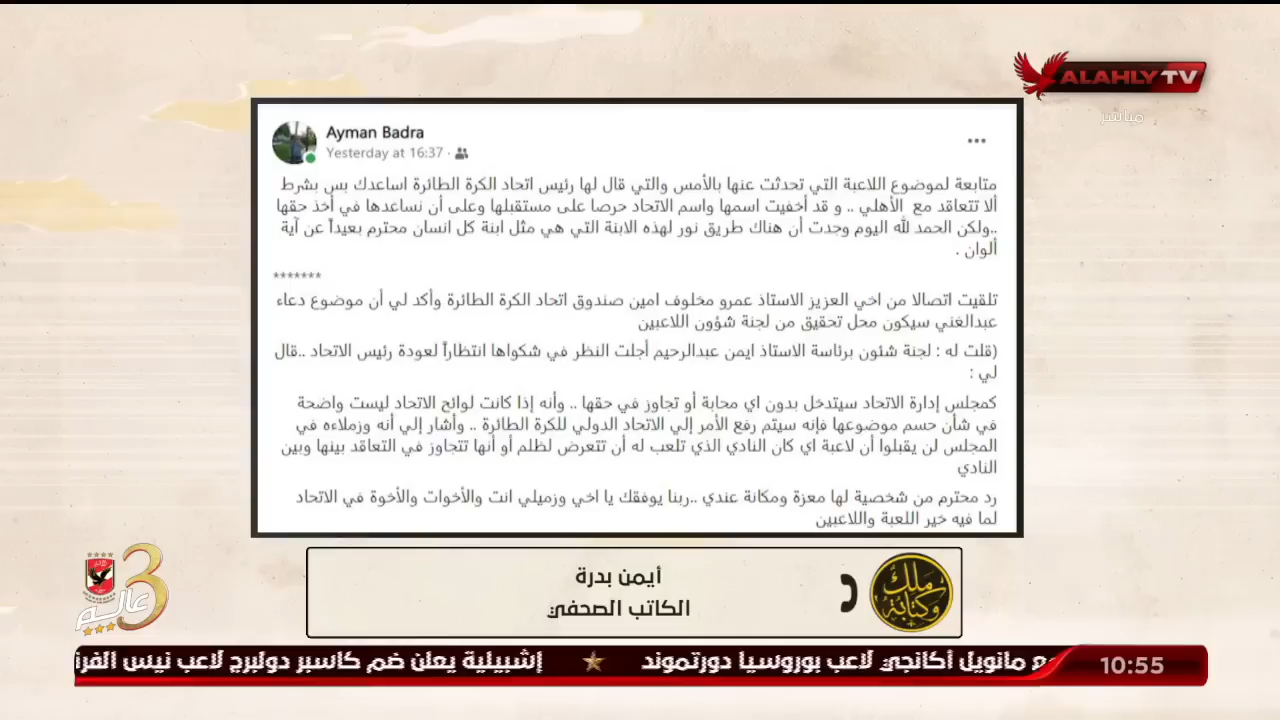 ALAHLY TV
مباشر
Ayman Badra
Yesterday at 16:37 ·
متابعة لموضوع اللاعبة التي تحدثت عنها بالأمس والتي قال لها رئيس اتحاد الكرة الطائرة اساعدك بس بشرط
ألا تتعاقد مع الأهلي .. و قد أخفيت اسمها واسم الاتحاد حرصا على مستقبلها وعلى أن نساعدها في أخذ حقها
..ولكن الحمد لله اليوم وجدت أن هناك طريق نور لهذه الابنة التي هي مثل ابنة كل انسان محترم بعيداً عن آية
ألوان .
*******
تلقيت اتصالا من اخي العزيز الاستاذ عمرو مخلوف امين صندوق اتحاد الكرة الطائرة وأكد لي أن موضوع دعاء
عبدالغني سيكون محل تحقيق من لجنة شؤون اللاعبين
(قلت له : لجنة شئون برئاسة الاستاذ ايمن عبدالرحيم أجلت النظر في شكواها انتظاراً لعودة رئيس الاتحاد ..قال
لي :
كمجلس إدارة الاتحاد سيتدخل بدون اي محابة أو تجاوز في حقها .. وأنه إذا كانت لوائح الاتحاد ليست واضحة
في شأن حسم موضوعها فإنه سيتم رفع الأمر إلي الاتحاد الدولي للكرة الطائرة .. وأشار إلي أنه وزملاءه في
المجلس لن يقبلوا أن لاعبة اي كان النادي الذي تلعب له أن تتعرض لظلم أو أنها تتجاوز في التعاقد بينها وبين
النادي
رد محترم من شخصية لها معزة ومكانة عندي ..ربنا يوفقك يا اخي وزميلي انت والأخوات والأخوة في الاتحاد
لما فيه خير اللعبة واللاعبين
ملك وكتابة
أيمن بدرة
الكاتب الصحفي
3
عالم
مع مانويل أكانجي لاعب بوروسيا دورتموند ★ إشبيلية يعلن ضم كاسبر دولبرج لاعب نيس
10:55